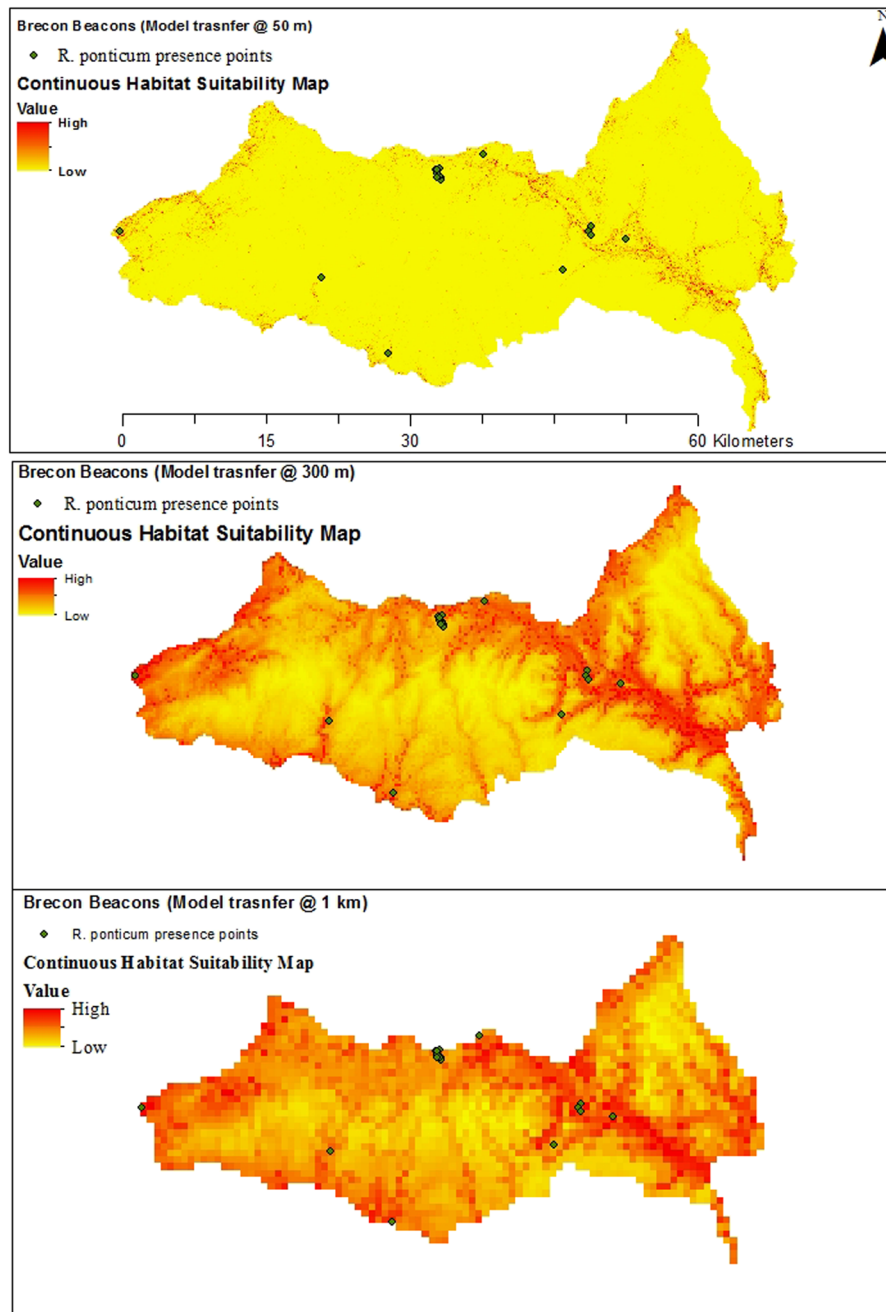 Brecon Beacons (Model trasnfer @ 50 m)
N
R. ponticum presence points
Continuous Habitat Suitability Map
Value
High
Low
0 15 30 60 Kilometers
Brecon Beacons (Model trasnfer @ 300 m)
R. ponticum presence points
Continuous Habitat Suitability Map
Value
High
Low
Brecon Beacons (Model trasnfer @ 1 km)
R. ponticum presence points
Continuous Habitat Suitability Map
Value
High
Low